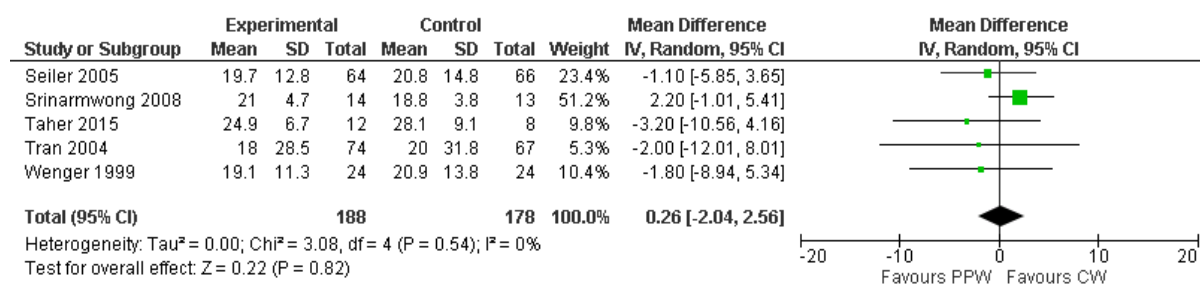 Experimental Control Mean Difference Mean Difference
Study or Subgroup Mean SD Total Mean SD Total Weight IV, Random, 95% CI IV, Random, 95% CI
Seiler 2005 19.7 12.8 64 20.8 14.8 66 23.4% -1.10 [-5.85, 3.65]
Srinarmwong 2008 21 4.7 14 18.8 3.8 13 51.2% 2.20 [-1.01, 5.41]
Taher 2015 24.9 6.7 12 28.1 9.1 8 9.8% -3.20 [-10.56, 4.16]
Tran 2004 18 28.5 74 20 31.8 67 5.3% -2.00 [-12.01, 8.01]
Wenger 1999 19.1 11.3 24 20.9 13.8 24 10.4% -1.80 [-8.94, 5.34]
Total (95% CI) 188 178 100.0% 0.26 [-2.04, 2.56]
Heterogeneity: Tau² = 0.00; Chi² = 3.08, df = 4 (P = 0.54); I² = 0%
Test for overall effect: Z = 0.22 (P = 0.82)
-20 -10 0 10 20
Favours PPW Favours CW